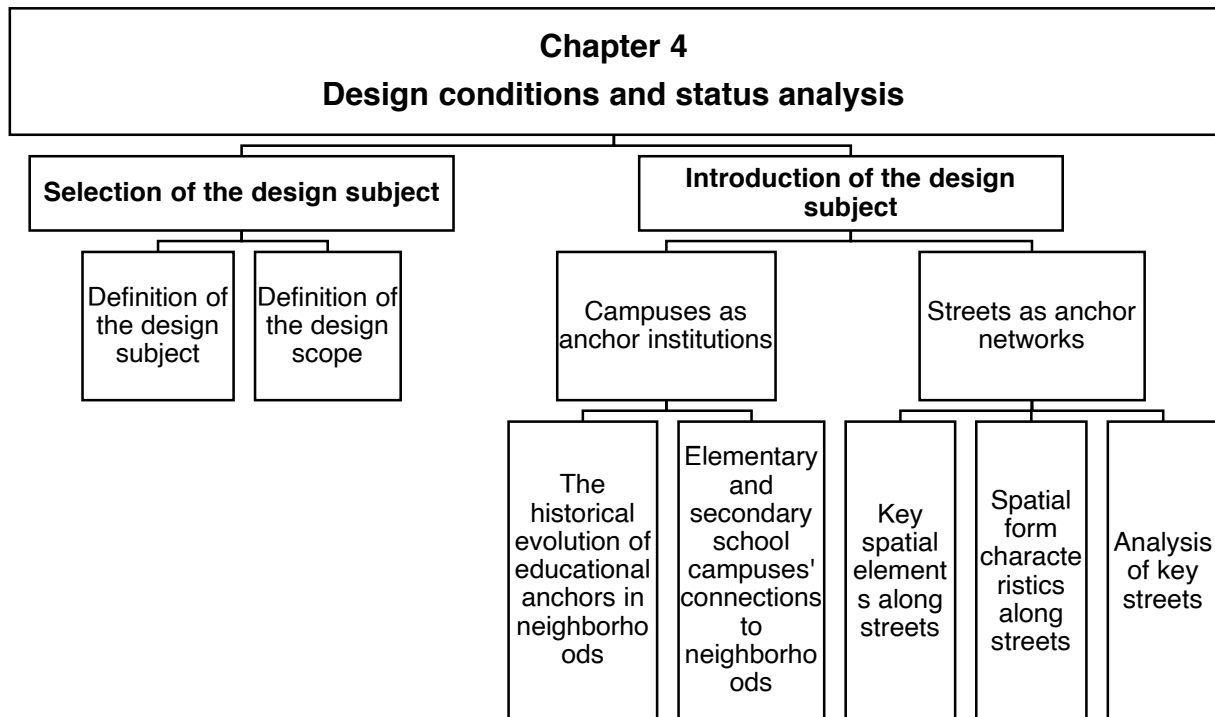 Chapter 4
Design conditions and status analysis
Selection of the design subject
Introduction of the design
subject
Definition of
the design
subject
Definition of
the design
scope
Campuses as
anchor institutions
Streets as anchor
networks
The
historical
evolution of
educational
anchors in
neighborho
ods
Elementary
and
secondary
school
campuses'
connections
to
neighborho
ods
Key
spatial
element
s along
streets
Spatial
form
characte
ristics
along
streets
Analysis
of key
streets